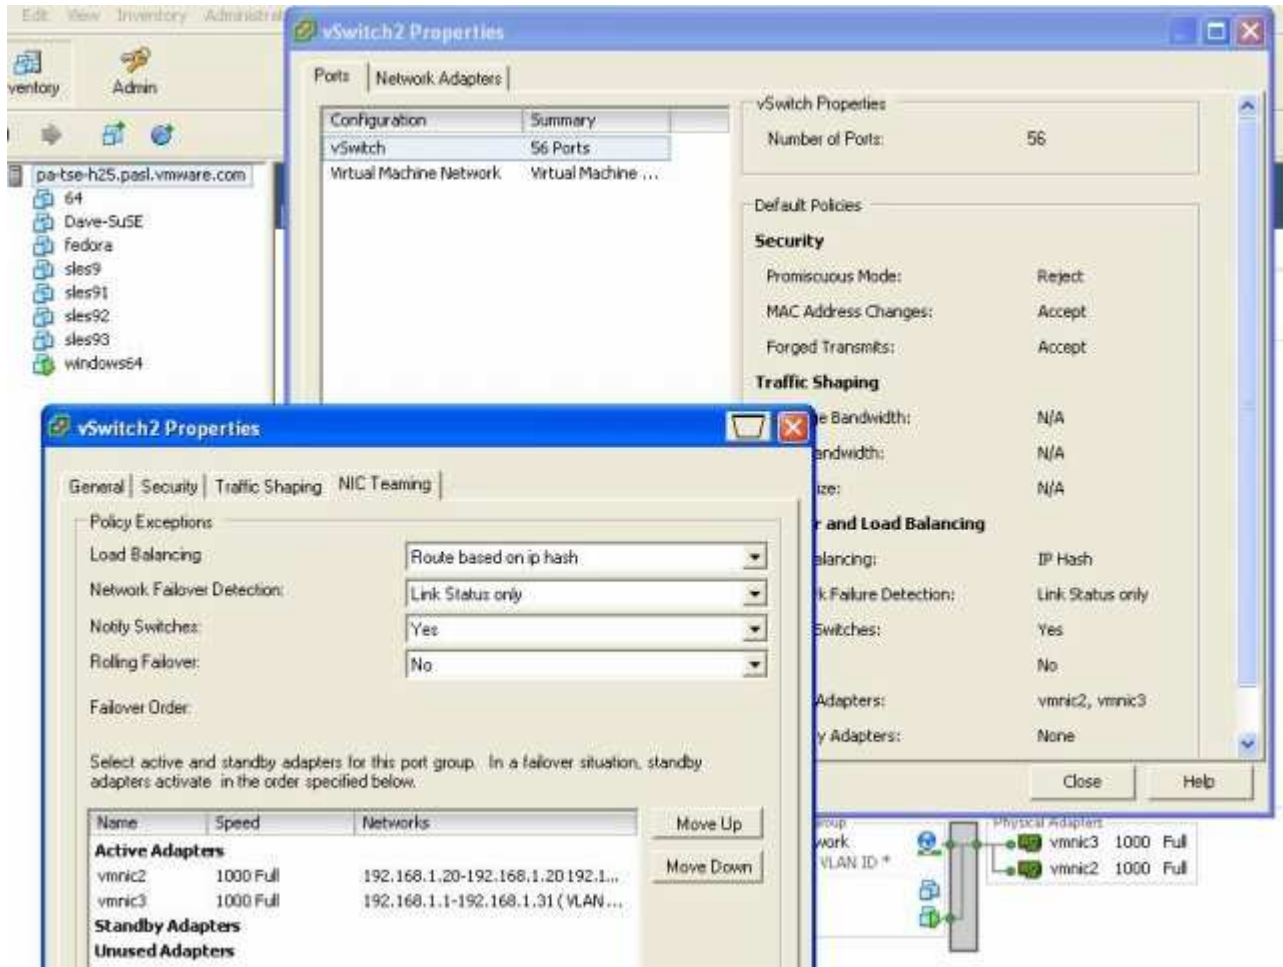 Edit View Inventory Administra
vSwitch2 Properties
ventory
Admin
Ports
Network Adapters
Configuration Summary
vSwitch 56 Ports
Virtual Machine Network Virtual Machine ...
vSwitch Properties
Number of Ports: 56
Default Policies
Security
Promiscuous Mode: Reject
MAC Address Changes: Accept
Forged Transmits: Accept
Traffic Shaping
e Bandwidth: N/A
andwidth: N/A
ize: N/A
r and Load Balancing
alancing: IP Hash
k Failure Detection: Link Status only
Switches: Yes
No
Adapters: vmnic2, vmnic3
y Adapters: None
Close Help
pa-tse-h25.pasl.vmware.com
64
Dave-SuSE
fedora
sles9
sles91
sles92
sles93
windows64
vSwitch2 Properties
General Security Traffic Shaping NIC Teaming
Policy Exceptions
Load Balancing Route based on ip hash
Network Failover Detection: Link Status only
Notify Switches: Yes
Rolling Failover: No
Failover Order:
Select active and standby adapters for this port group. In a failover situation, standby
adapters activate in the order specified below.
Name Speed Networks
Active Adapters
vmnic2 1000 Full 192.168.1.20-192.168.1.20 192.1...
vmnic3 1000 Full 192.168.1.1-192.168.1.31 ( VLAN ...
Standby Adapters
Unused Adapters
Move Up
Move Down
roup
work
VLAN ID *
Physical Adapters
vmnic3 1000 Full
vmnic2 1000 Full